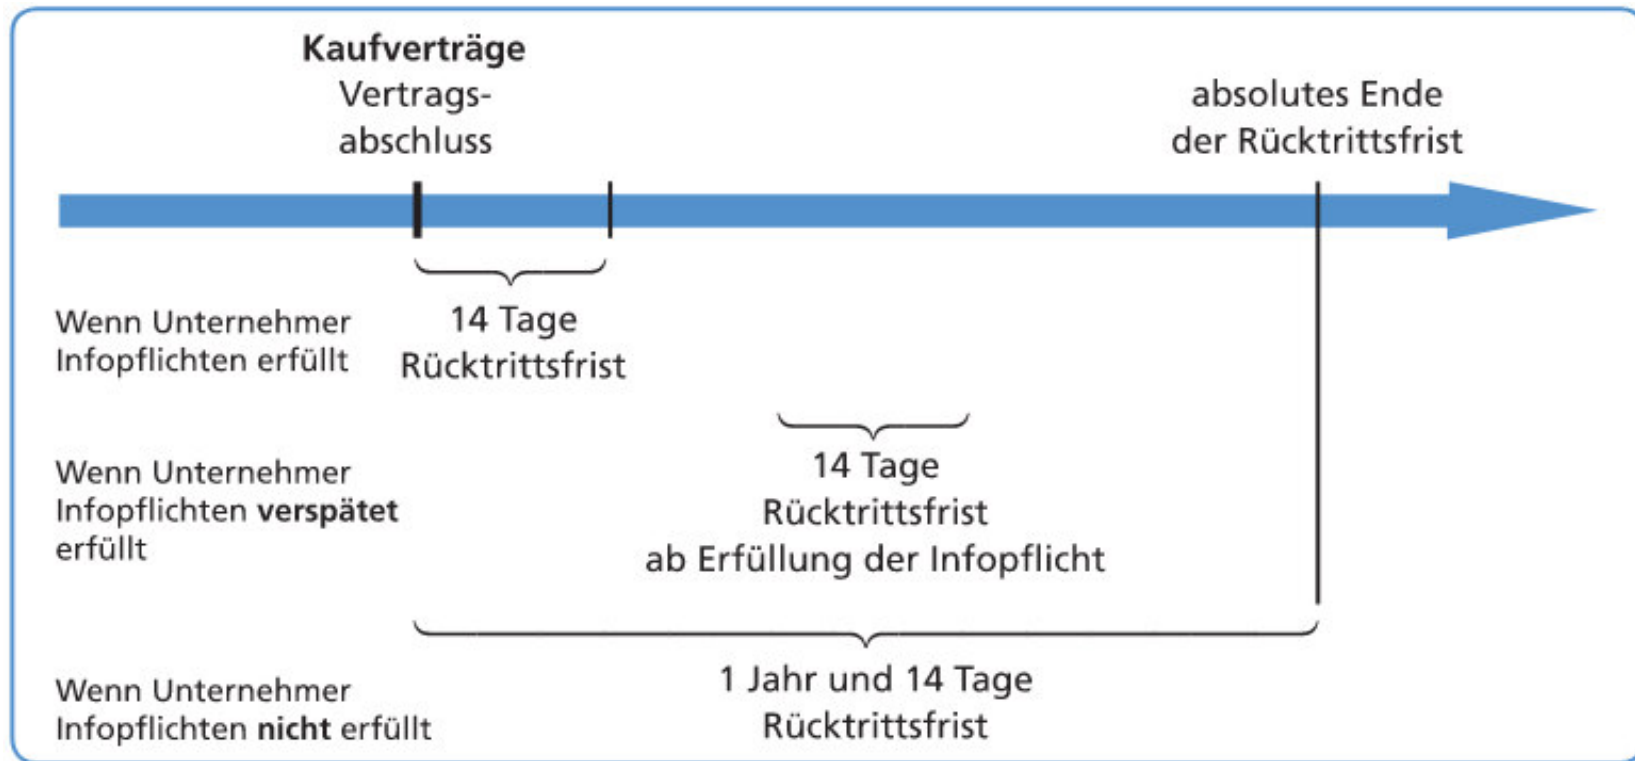 Kaufverträge
Vertrags-
abschluss
absolutes Ende
der Rücktrittsfrist
Wenn Unternehmer
Infopflichten erfüllt
14 Tage
Rücktrittsfrist
Wenn Unternehmer
Infopflichten verspätet
erfüllt
14 Tage
Rücktrittsfrist
ab Erfüllung der Infopflicht
Wenn Unternehmer
Infopflichten nicht erfüllt
1 Jahr und 14 Tage
Rücktrittsfrist